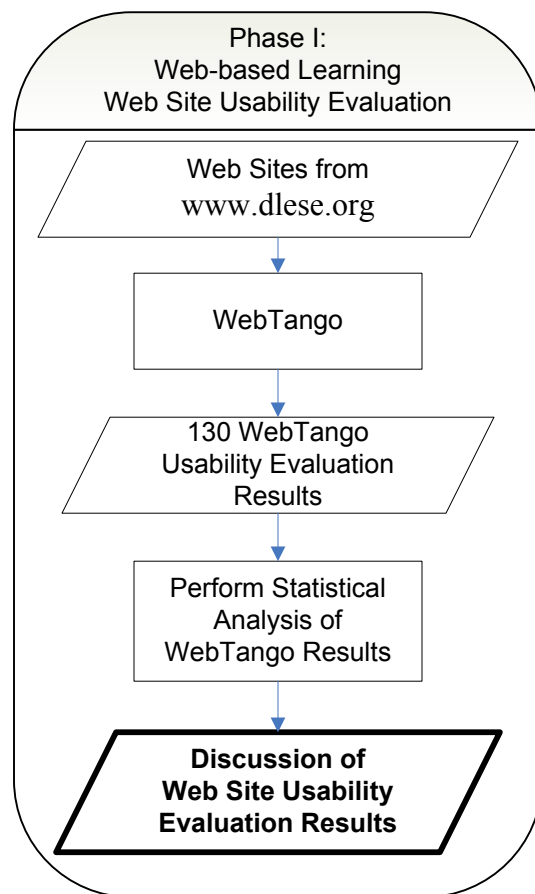 Phase I:
Web-based Learning
Web Site Usability Evaluation
Web Sites from
www.dlese.org
WebTango
130 WebTango
Usability Evaluation
Results
Perform Statistical
Analysis of
WebTango Results
Discussion of
Web Site Usability
Evaluation Results